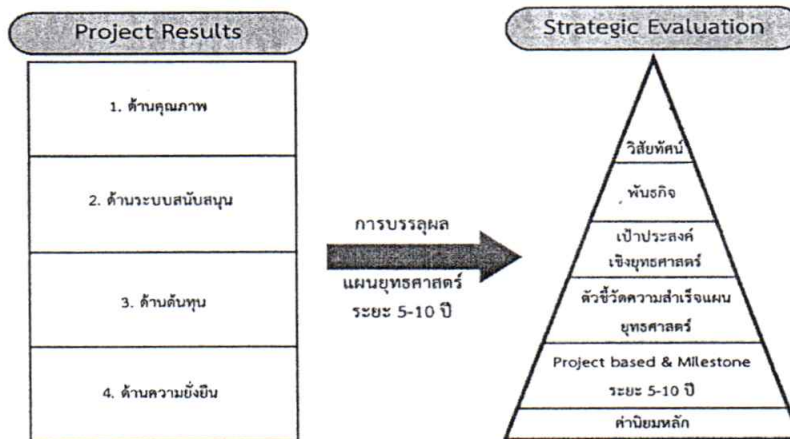 Project Results
1. ด้านคุณภาพ
2. ด้านระบบสนับสนุน
3. ด้านต้นทุน
4. ด้านความยั่งยืน
การบรรลุผล
แผนยุทธศาสตร์
ระยะ 5-10 ปี
Strategic Evaluation
วิสัยทัศน์
พันธกิจ
เป้าประสงค์
เชิงยุทธศาสตร์
ตัวชี้วัดความสำเร็จแผน
ยุทธศาสตร์
Project based & Milestone
ระยะ 5-10 ปี
ค่านิยมหลัก